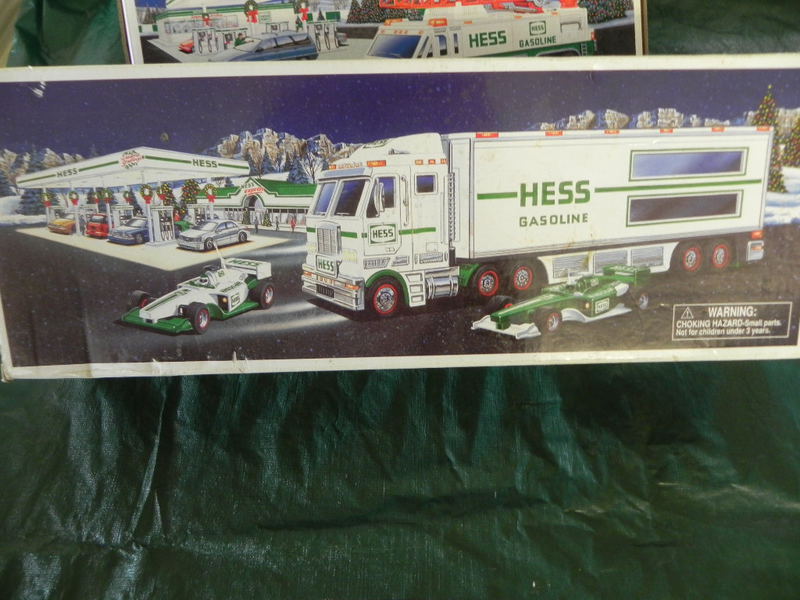 HESS
HESS
GASOLINE
HESS
HESS
GASOLINE
HESS
HESS
WARNING:
CHOKING HAZARD-Small parts.
Not for children under 3 years.